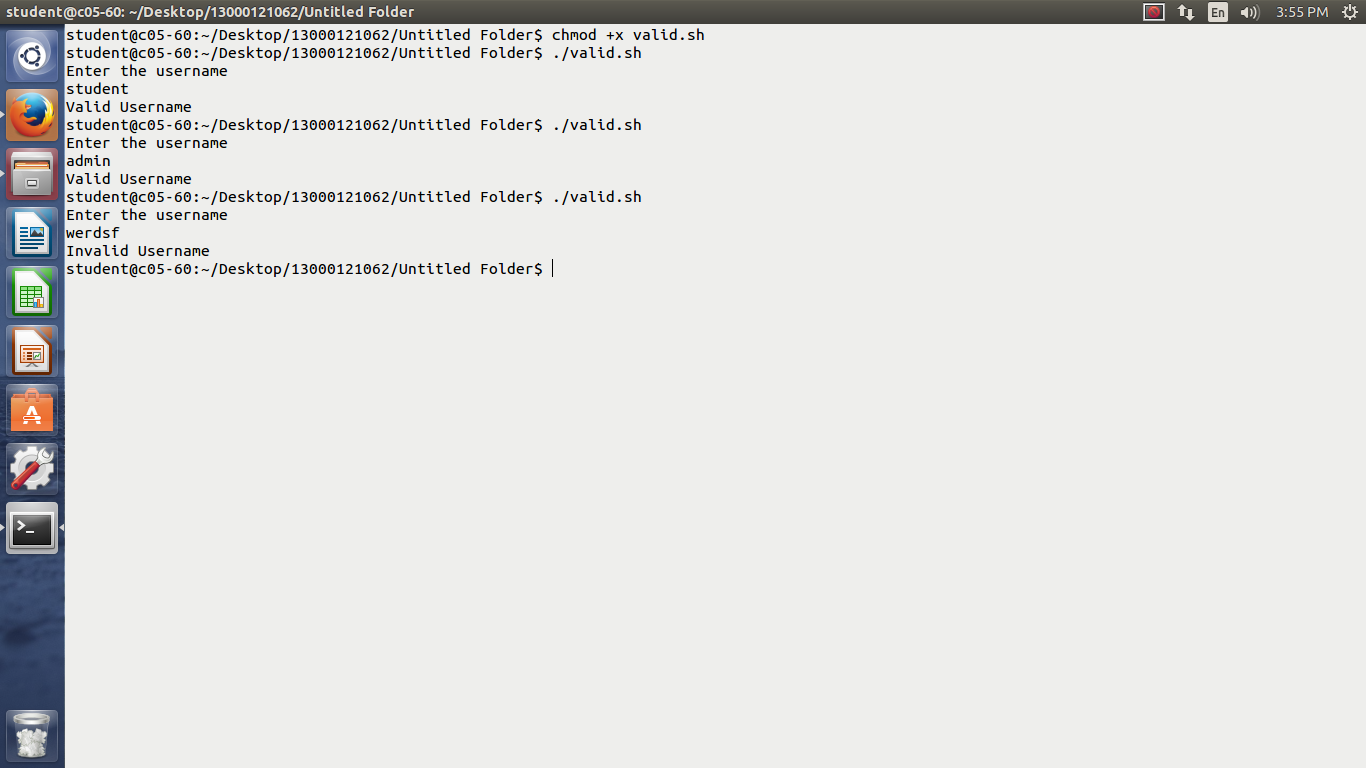 student@c05-60: ~/Desktop/13000121062/Untitled Folder
En
3:55 PM
student@c05-60:~/Desktop/13000121062/Untitled Folder$ chmod +x valid.sh
student@c05-60:~/Desktop/13000121062/Untitled Folder$ ./valid.sh
Enter the username
student
Valid Username
student@c05-60:~/Desktop/13000121062/Untitled Folder$ ./valid.sh
Enter the username
admin
Valid Username
student@c05-60:~/Desktop/13000121062/Untitled Folder$ ./valid.sh
Enter the username
werdsf
Invalid Username
student@c05-60:~/Desktop/13000121062/Untitled Folder$